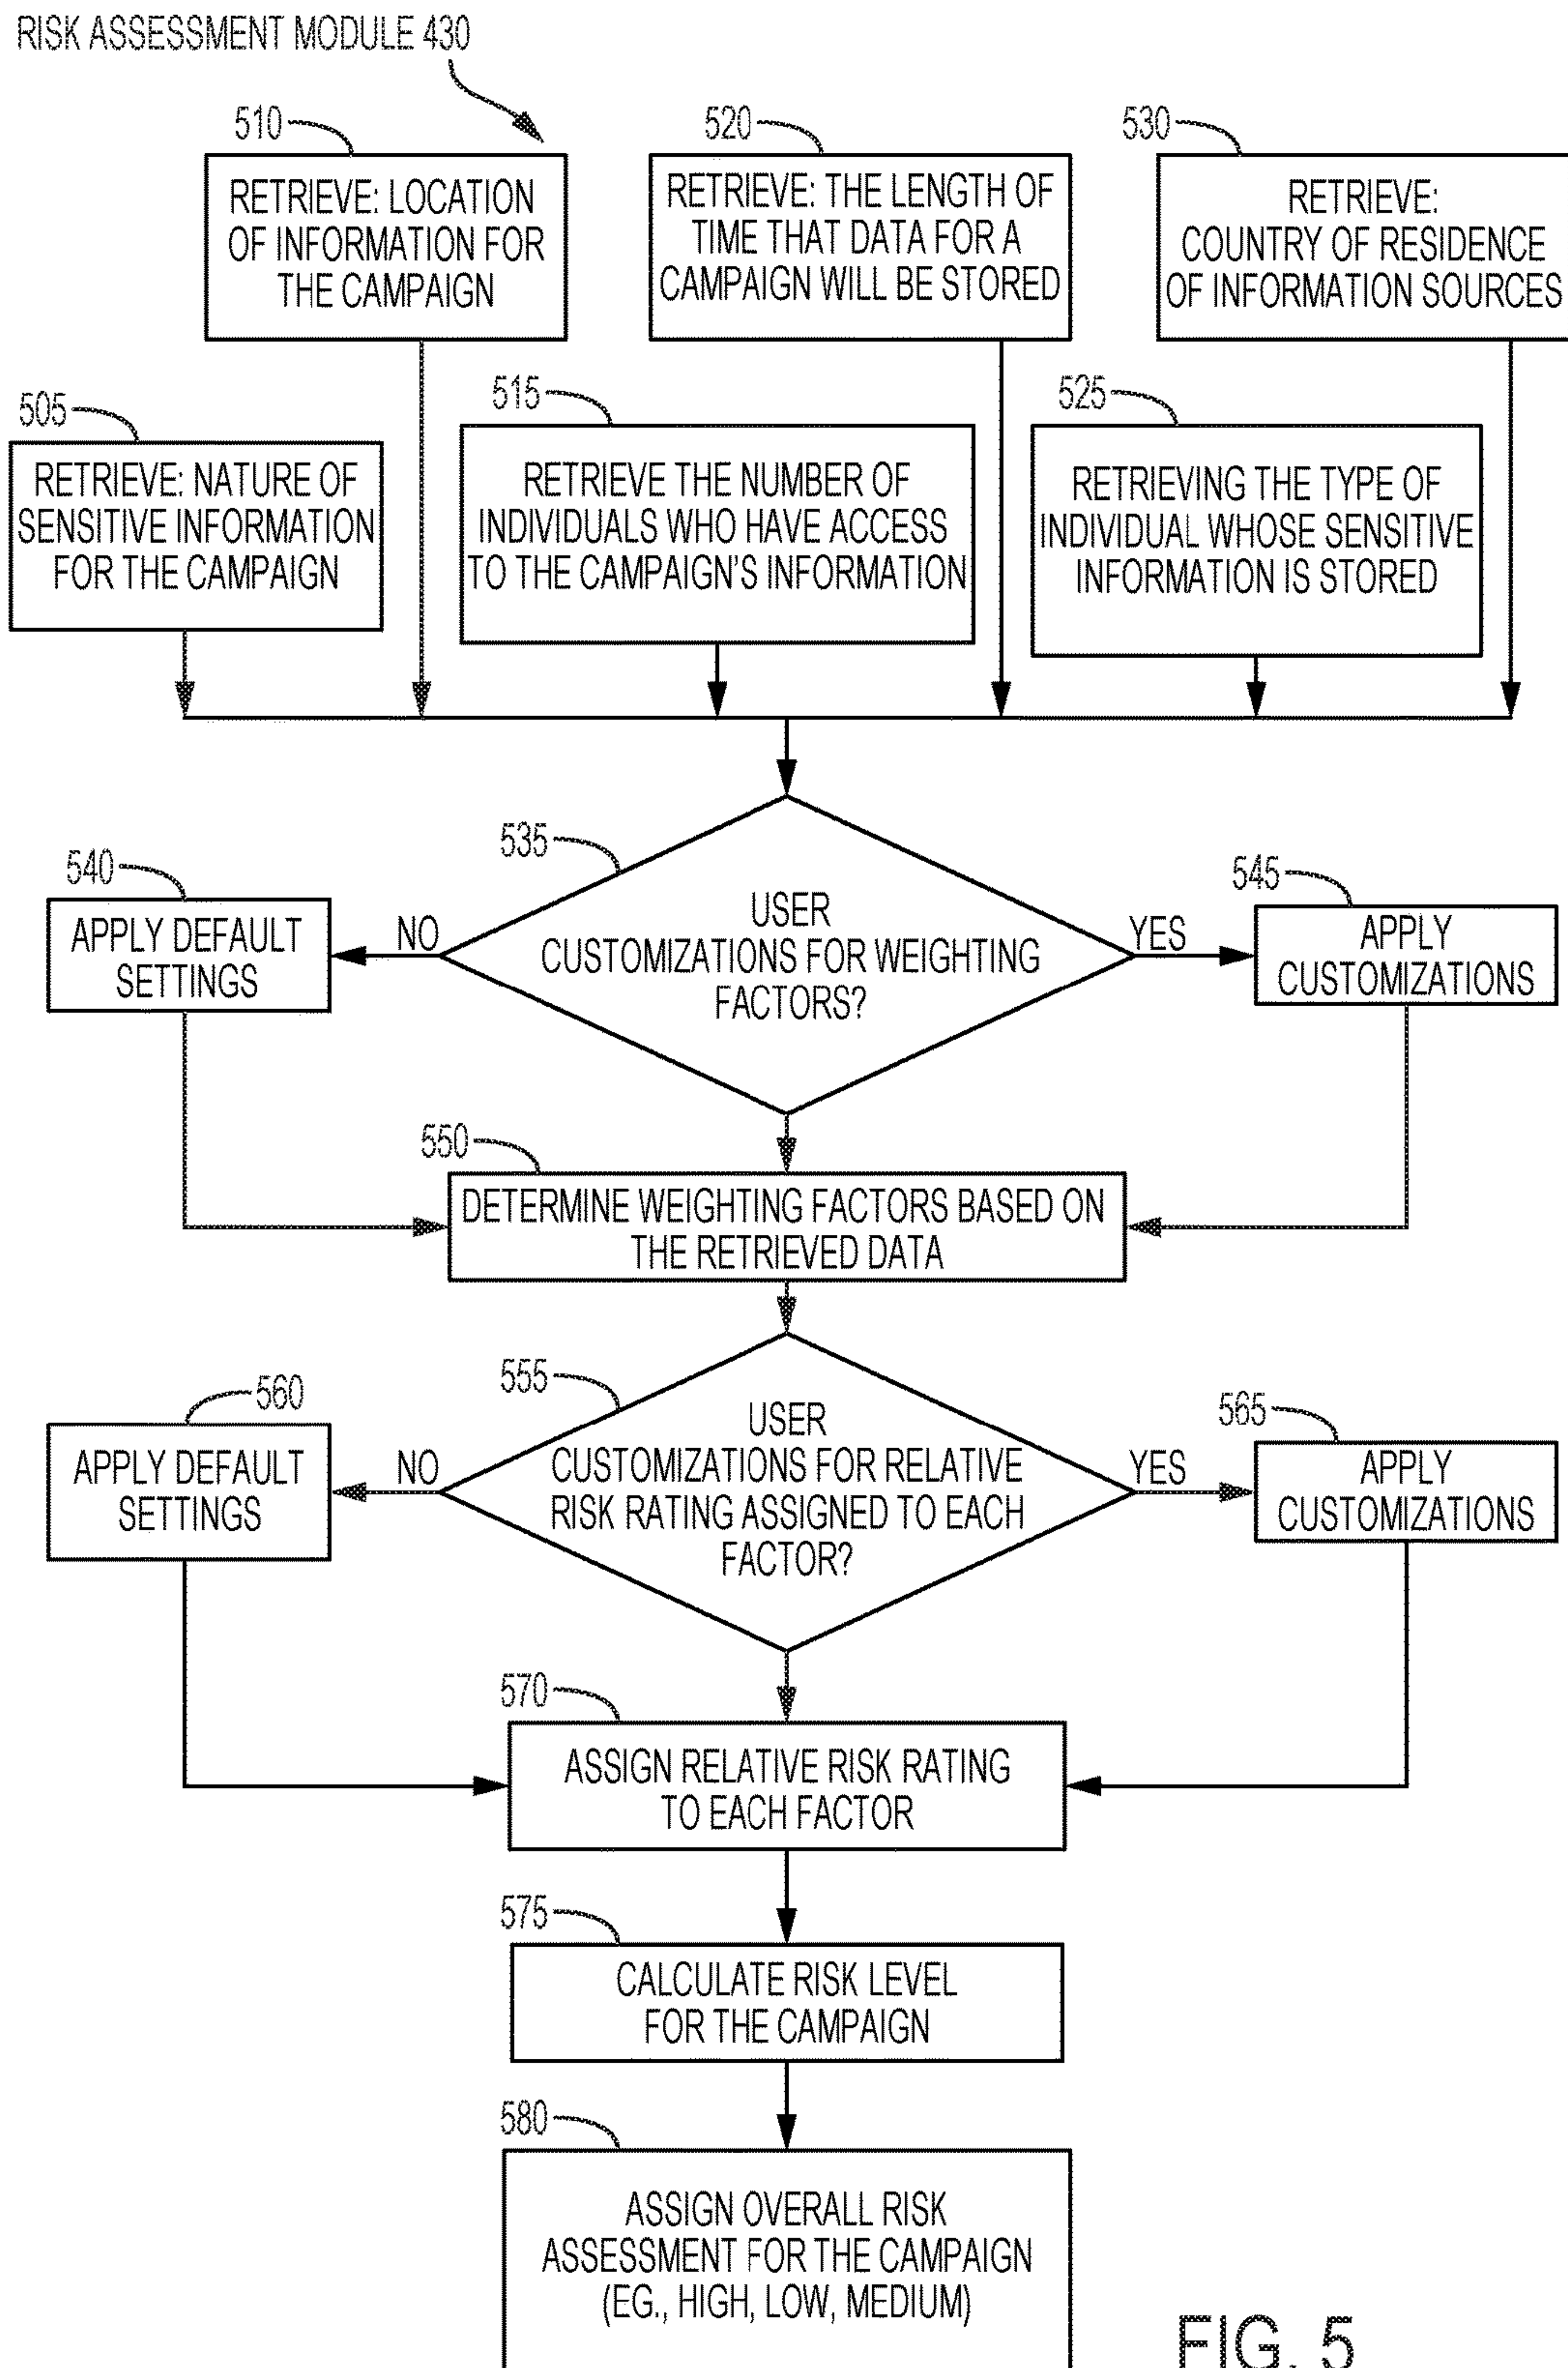 RISK ASSESSMENT MODULE 430
510
RETRIEVE: LOCATION
OF INFORMATION FOR
THE CAMPAIGN
520
RETRIEVE: THE LENGTH OF
TIME THAT DATA FOR A
CAMPAIGN WILL BE STORED
530
RETRIEVE:
COUNTRY OF RESIDENCE
OF INFORMATION SOURCES
505
RETRIEVE: NATURE OF
SENSITIVE INFORMATION
FOR THE CAMPAIGN
515
RETRIEVE THE NUMBER OF
INDIVIDUALS WHO HAVE ACCESS
TO THE CAMPAIGN'S INFORMATION
525
RETRIEVING THE TYPE OF
INDIVIDUAL WHOSE SENSITIVE
INFORMATION IS STORED
535
USER
CUSTOMIZATIONS FOR WEIGHTING
FACTORS?
540
NO
APPLY DEFAULT
SETTINGS
545
YES
APPLY
CUSTOMIZATIONS
550
DETERMINE WEIGHTING FACTORS BASED ON
THE RETRIEVED DATA
555
USER
CUSTOMIZATIONS FOR RELATIVE
RISK RATING ASSIGNED TO EACH
FACTOR?
560
NO
APPLY DEFAULT
SETTINGS
565
YES
APPLY
CUSTOMIZATIONS
570
ASSIGN RELATIVE RISK RATING
TO EACH FACTOR
575
CALCULATE RISK LEVEL
FOR THE CAMPAIGN
580
ASSIGN OVERALL RISK
ASSESSMENT FOR THE CAMPAIGN
(EG., HIGH, LOW, MEDIUM)
FIG. 5